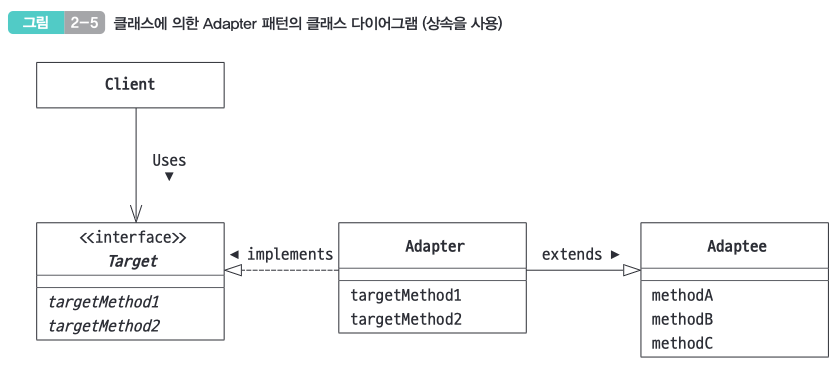 그림 2-5 클래스에 의한 Adapter 패턴의 클래스 다이어그램 (상속을 사용)
Client
Uses
▼
<<interface>>
Target
targetMethod1
targetMethod2
◀ implements
Adapter
targetMethod1
targetMethod2
extends ▶
Adaptee
methodA
methodB
methodC